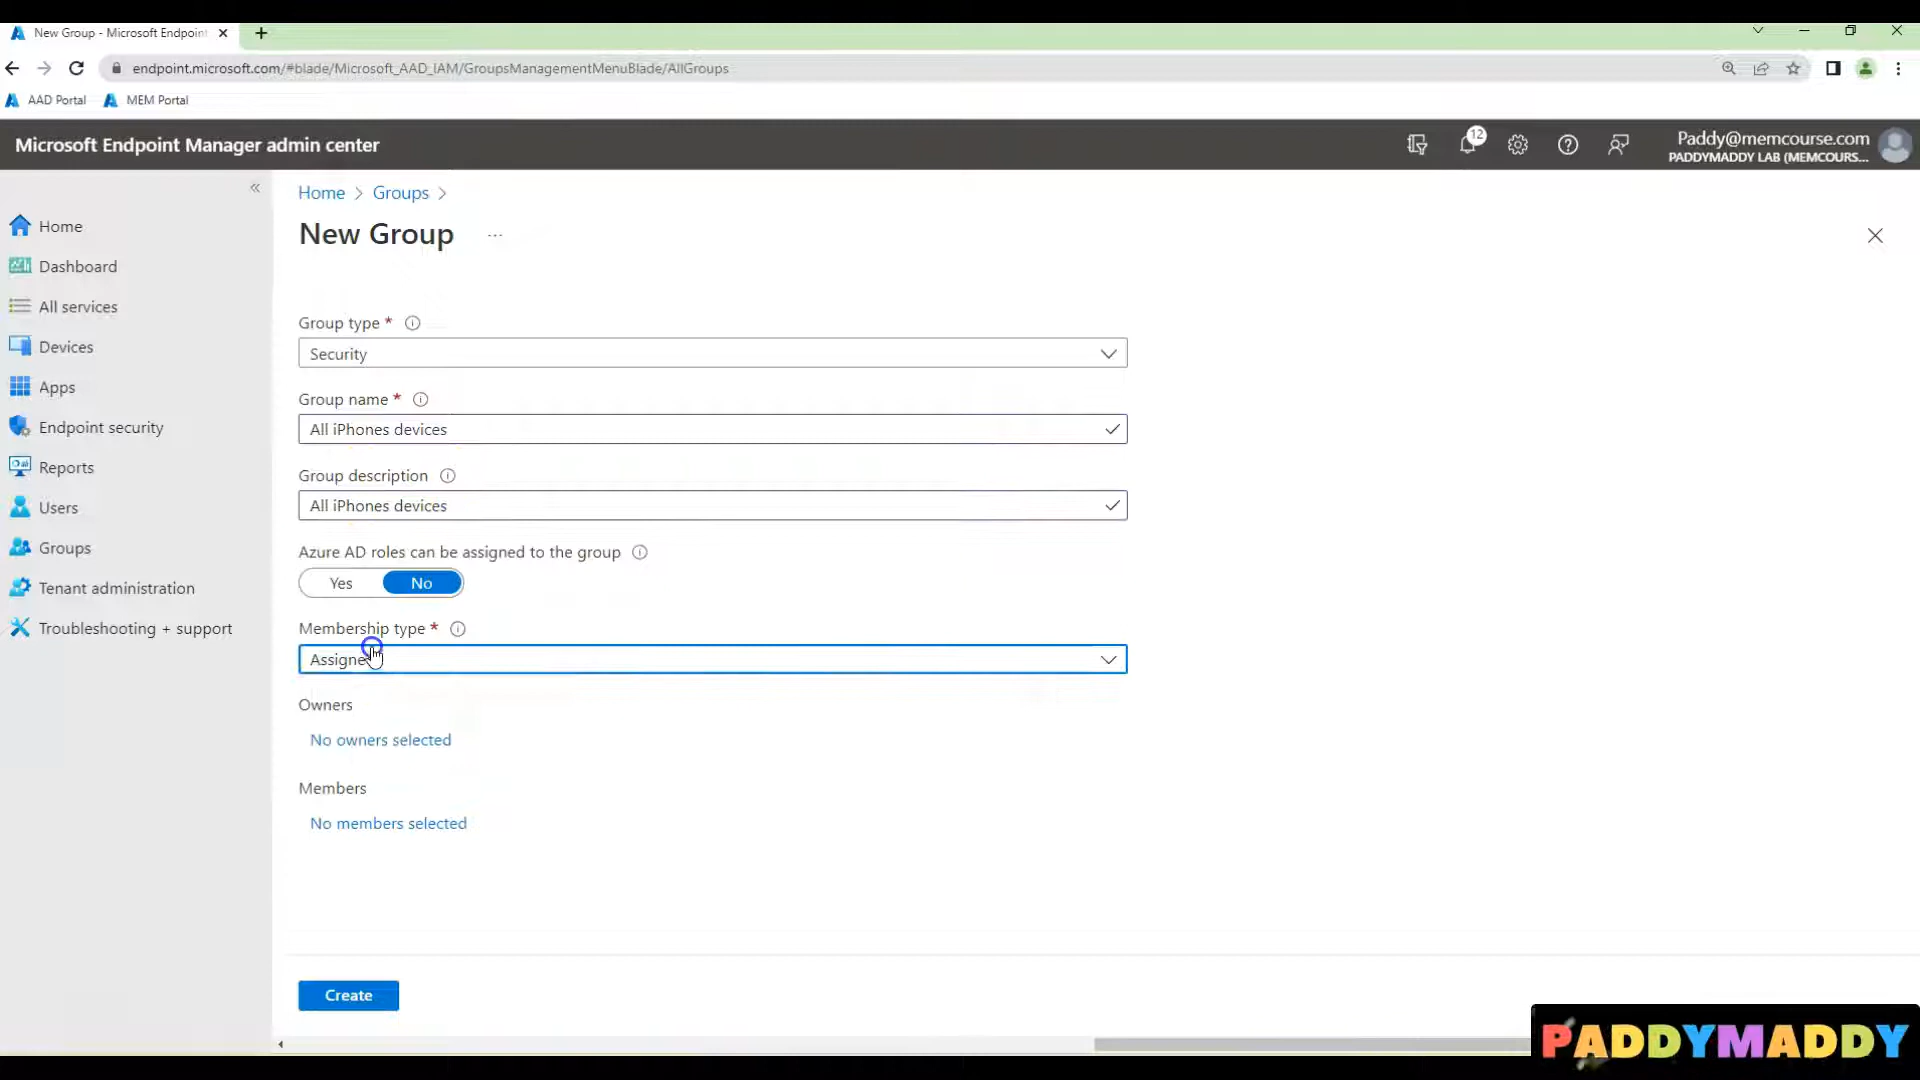 New Group - Microsoft Endpoint
endpoint.microsoft.com/#blade/Microsoft_AAD_IAM/GroupsManagementMenuBlade/AllGroups
AAD Portal
MEM Portal
Microsoft Endpoint Manager admin center
12
Paddy@memcourse.com
PADDYMADDY LAB (MEMCOURS...
Home
Dashboard
All services
Devices
Apps
Endpoint security
Reports
Users
Groups
Tenant administration
Troubleshooting + support
Home > Groups >
New Group ...
Group type *
Security
Group name *
All iPhones devices
Group description
All iPhones devices
Azure AD roles can be assigned to the group
Yes No
Membership type *
Assigne
Owners
No owners selected
Members
No members selected
Create
PADDYMADDY